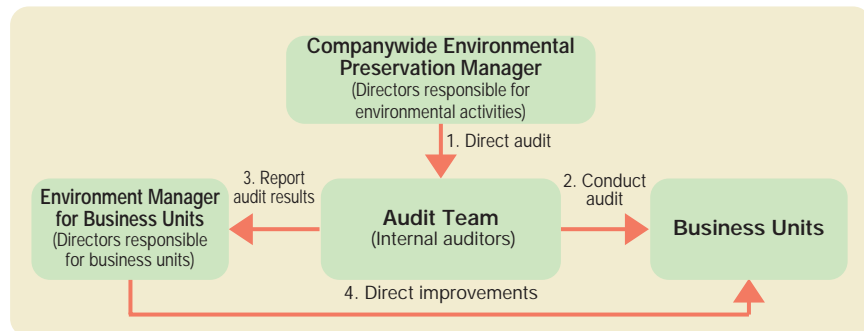 Companywide Environmental
Preservation Manager
(Directors responsible for
environmental activities)
1. Direct audit
3. Report
audit results
2. Conduct
audit
Environment Manager
for Business Units
(Directors responsible
for business units)
Audit Team
(Internal auditors)
Business Units
4. Direct improvements